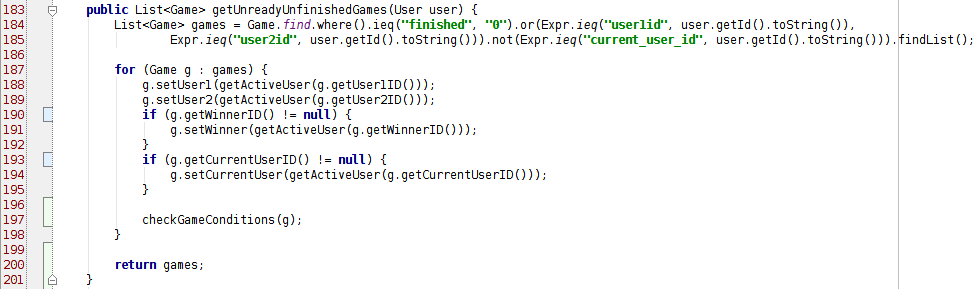 183 public List<Game> getUnreadyUnfinishedGames(User user) {
184 List<Game> games = Game.find.where().ieq("finished", "0").or(Expr.ieq("user1id", user.getId().toString()),
185 Expr.ieq("user2id", user.getId().toString())).not(Expr.ieq("current_user_id", user.getId().toString())).findList();
186
187 for (Game g : games) {
188 g.setUser1(getActiveUser(g.getUser1ID()));
189 g.setUser2(getActiveUser(g.getUser2ID()));
190 if (g.getWinnerID() != null) {
191 g.setWinner(getActiveUser(g.getWinnerID()));
192 }
193 if (g.getCurrentUserID() != null) {
194 g.setCurrentUser(getActiveUser(g.getCurrentUserID()));
195 }
196
197 checkGameConditions(g);
198 }
199
200 return games;
201 }